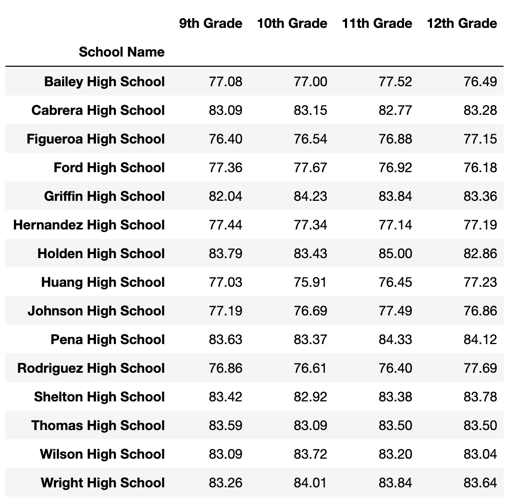 9th Grade 10th Grade 11th Grade 12th Grade
School Name
Bailey High School 77.08 77.00 77.52 76.49
Cabrera High School 83.09 83.15 82.77 83.28
Figueroa High School 76.40 76.54 76.88 77.15
Ford High School 77.36 77.67 76.92 76.18
Griffin High School 82.04 84.23 83.84 83.36
Hernandez High School 77.44 77.34 77.14 77.19
Holden High School 83.79 83.43 85.00 82.86
Huang High School 77.03 75.91 76.45 77.23
Johnson High School 77.19 76.69 77.49 76.86
Pena High School 83.63 83.37 84.33 84.12
Rodriguez High School 76.86 76.61 76.40 77.69
Shelton High School 83.42 82.92 83.38 83.78
Thomas High School 83.59 83.09 83.50 83.50
Wilson High School 83.09 83.72 83.20 83.04
Wright High School 83.26 84.01 83.84 83.64